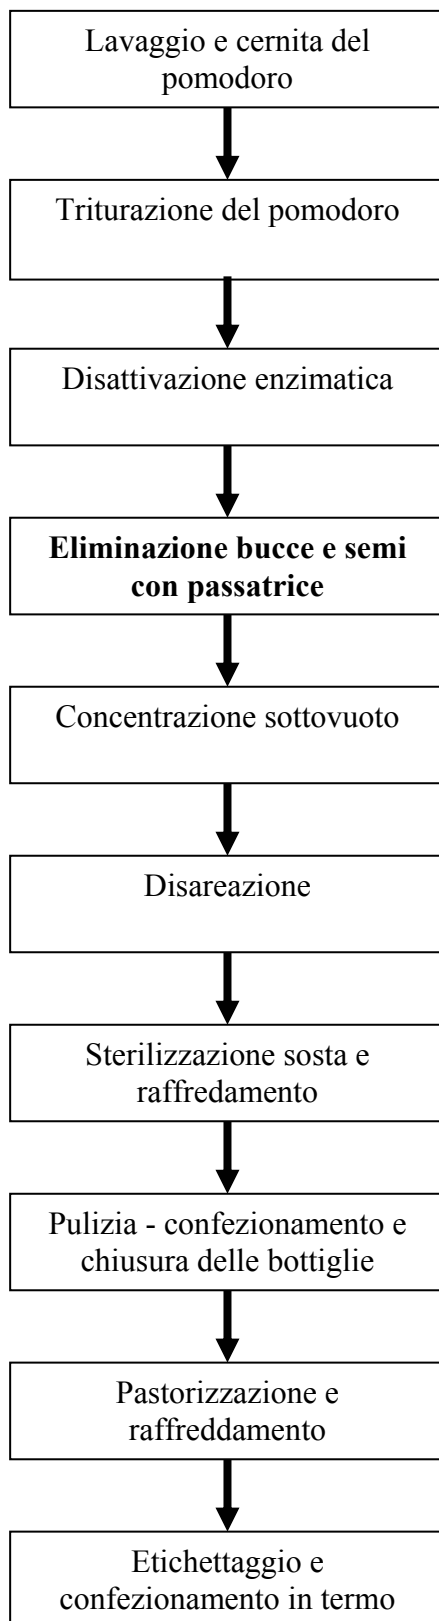 Lavaggio e cernita del
pomodoro
Triturazione del pomodoro
Disattivazione enzimatica
Eliminazione bucce e semi
con passatrice
Concentrazione sottovuoto
Disareazione
Sterilizzazione sosta e
raffredamento
Pulizia - confezionamento e
chiusura delle bottiglie
Pastorizzazione e
raffreddamento
Etichettaggio e
confezionamento in termo